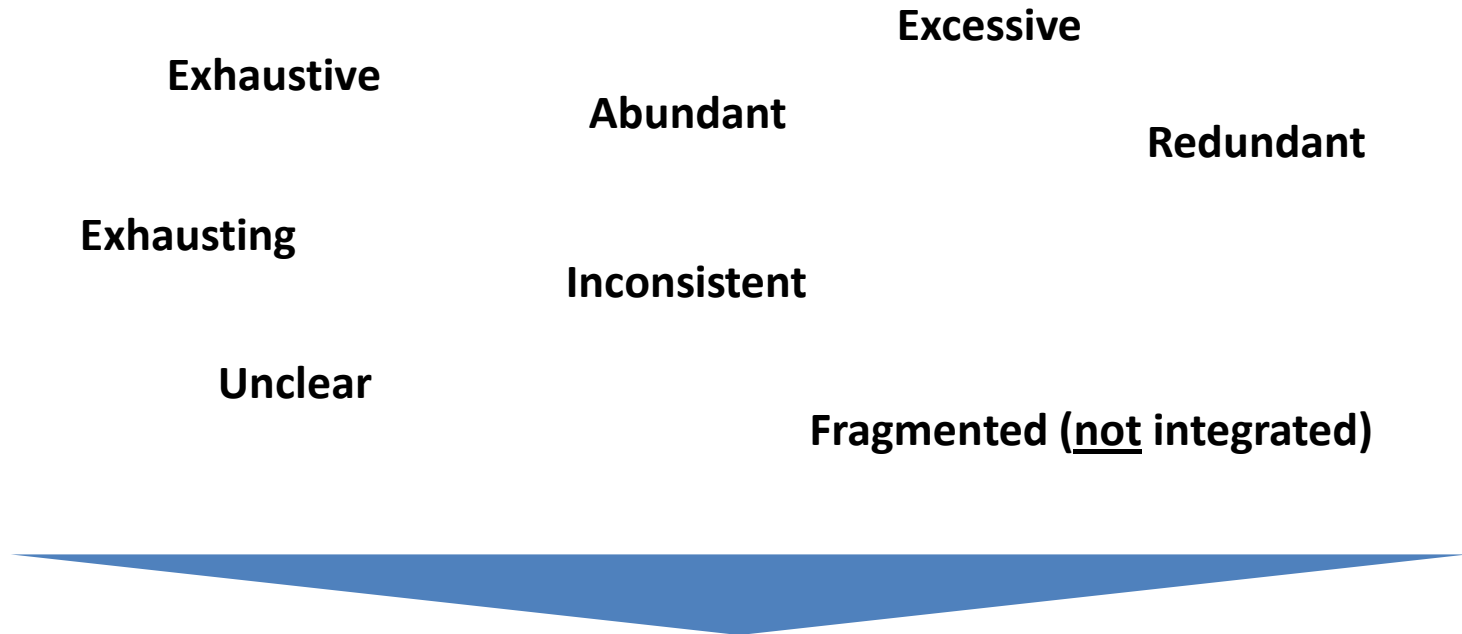 Excessive
Exhaustive
Abundant
Redundant
Exhausting
Inconsistent
Unclear
Fragmented (not integrated)